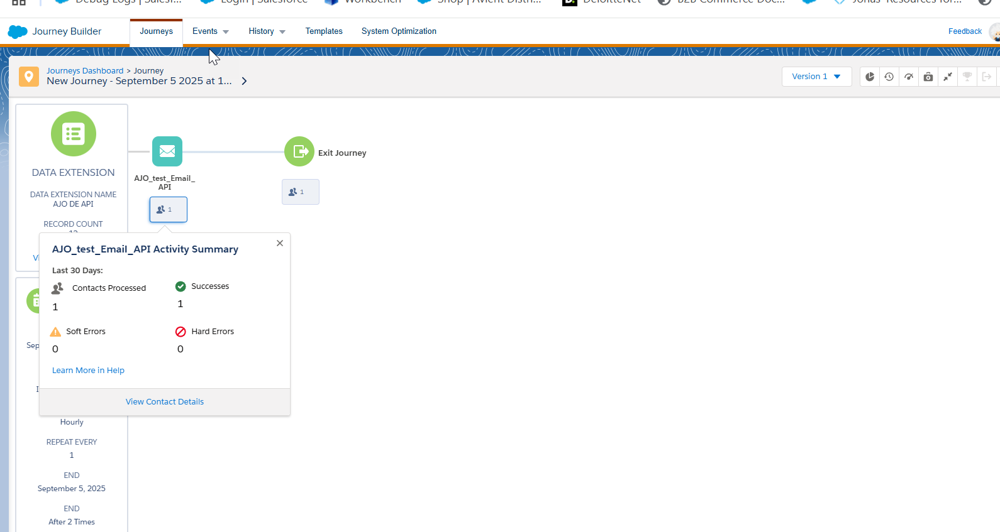 Debug Logs | Salesf...
Login | Salesforce
Workbench
Shop | Avient Distri...
DeloitteNet
B2B Commerce Doc...
Jonas' Resources for...
Journey Builder
Journeys
Events
History
Templates
System Optimization
Feedback
Journeys Dashboard > Journey
New Journey - September 5 2025 at 1...
Version 1
DATA EXTENSION
DATA EXTENSION NAME
AJO DE API
RECORD COUNT
AJO_test_Email_
API
1
Exit Journey
1
AJO_test_Email_API Activity Summary
Last 30 Days:
Contacts Processed
1
Successes
1
Soft Errors
0
Hard Errors
0
Learn More in Help
View Contact Details
Sep
Hourly
REPEAT EVERY
1
END
September 5, 2025
END
After 2 Times